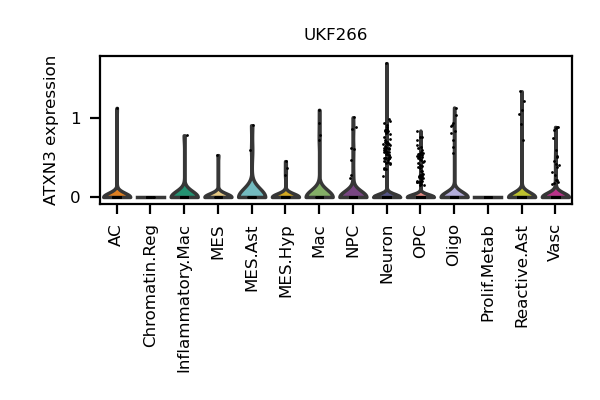 UKF266
ATXN3 expression
1
0
AC
Chromatin.Reg
Inflammatory.Mac
MES
MES.Ast
MES.Hyp
Mac
NPC
Neuron
OPC
Oligo
Prolif.Metab
Reactive.Ast
Vasc